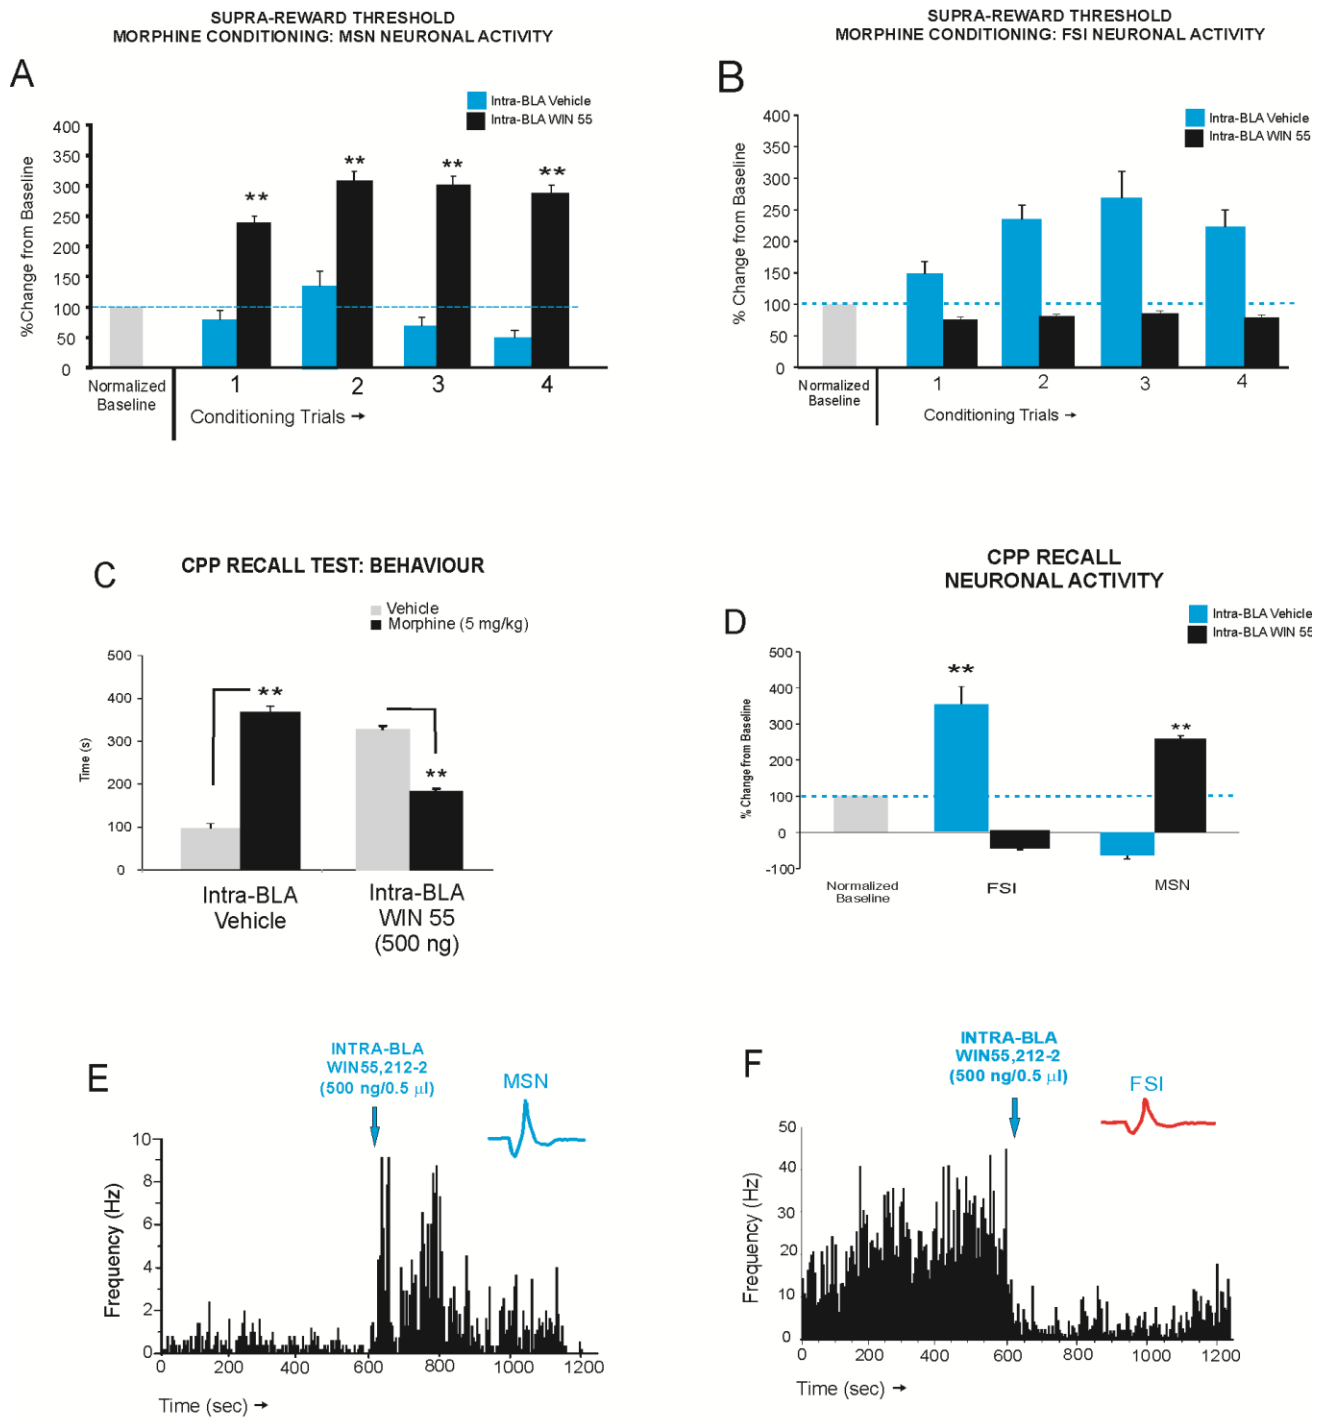 SUPRA-REWARD THRESHOLD
MORPHINE CONDITIONING: MSN NEURONAL ACTIVITY
A
Intra-BLA Vehicle
Intra-BLA WIN 55
%Change from Baseline
400
350
300
250
200
150
100
50
0
**
**
**
**
Normalized
Baseline
1
2
3
4
Conditioning Trials →
SUPRA-REWARD THRESHOLD
MORPHINE CONDITIONING: FSI NEURONAL ACTIVITY
B
Intra-BLA Vehicle
Intra-BLA WIN 55
% Change from Baseline
400
350
300
250
200
150
100
50
0
Normalized
Baseline
1
2
3
4
Conditioning Trials →
C
CPP RECALL TEST: BEHAVIOUR
Vehicle
Morphine (5 mg/kg)
Time (s)
500
400
300
200
100
0
**
**
Intra-BLA
Vehicle
Intra-BLA
WIN 55
(500 ng)
CPP RECALL
NEURONAL ACTIVITY
D
Intra-BLA Vehicle
Intra-BLA WIN 55
% Change from Baseline
500
400
300
200
100
0
-100
**
**
Normalized
Baseline
FSI
MSN
E
INTRA-BLA
WIN55,212-2
(500 ng/0.5 µl)
MSN
Frequency (Hz)
10
8
6
4
2
0
0
200
400
600
800
1000
1200
Time (sec) →
F
INTRA-BLA
WIN55,212-2
(500 ng/0.5 µl)
FSI
Frequency (Hz)
50
40
30
20
10
0
0
200
400
600
800
1000
1200
Time (sec) →